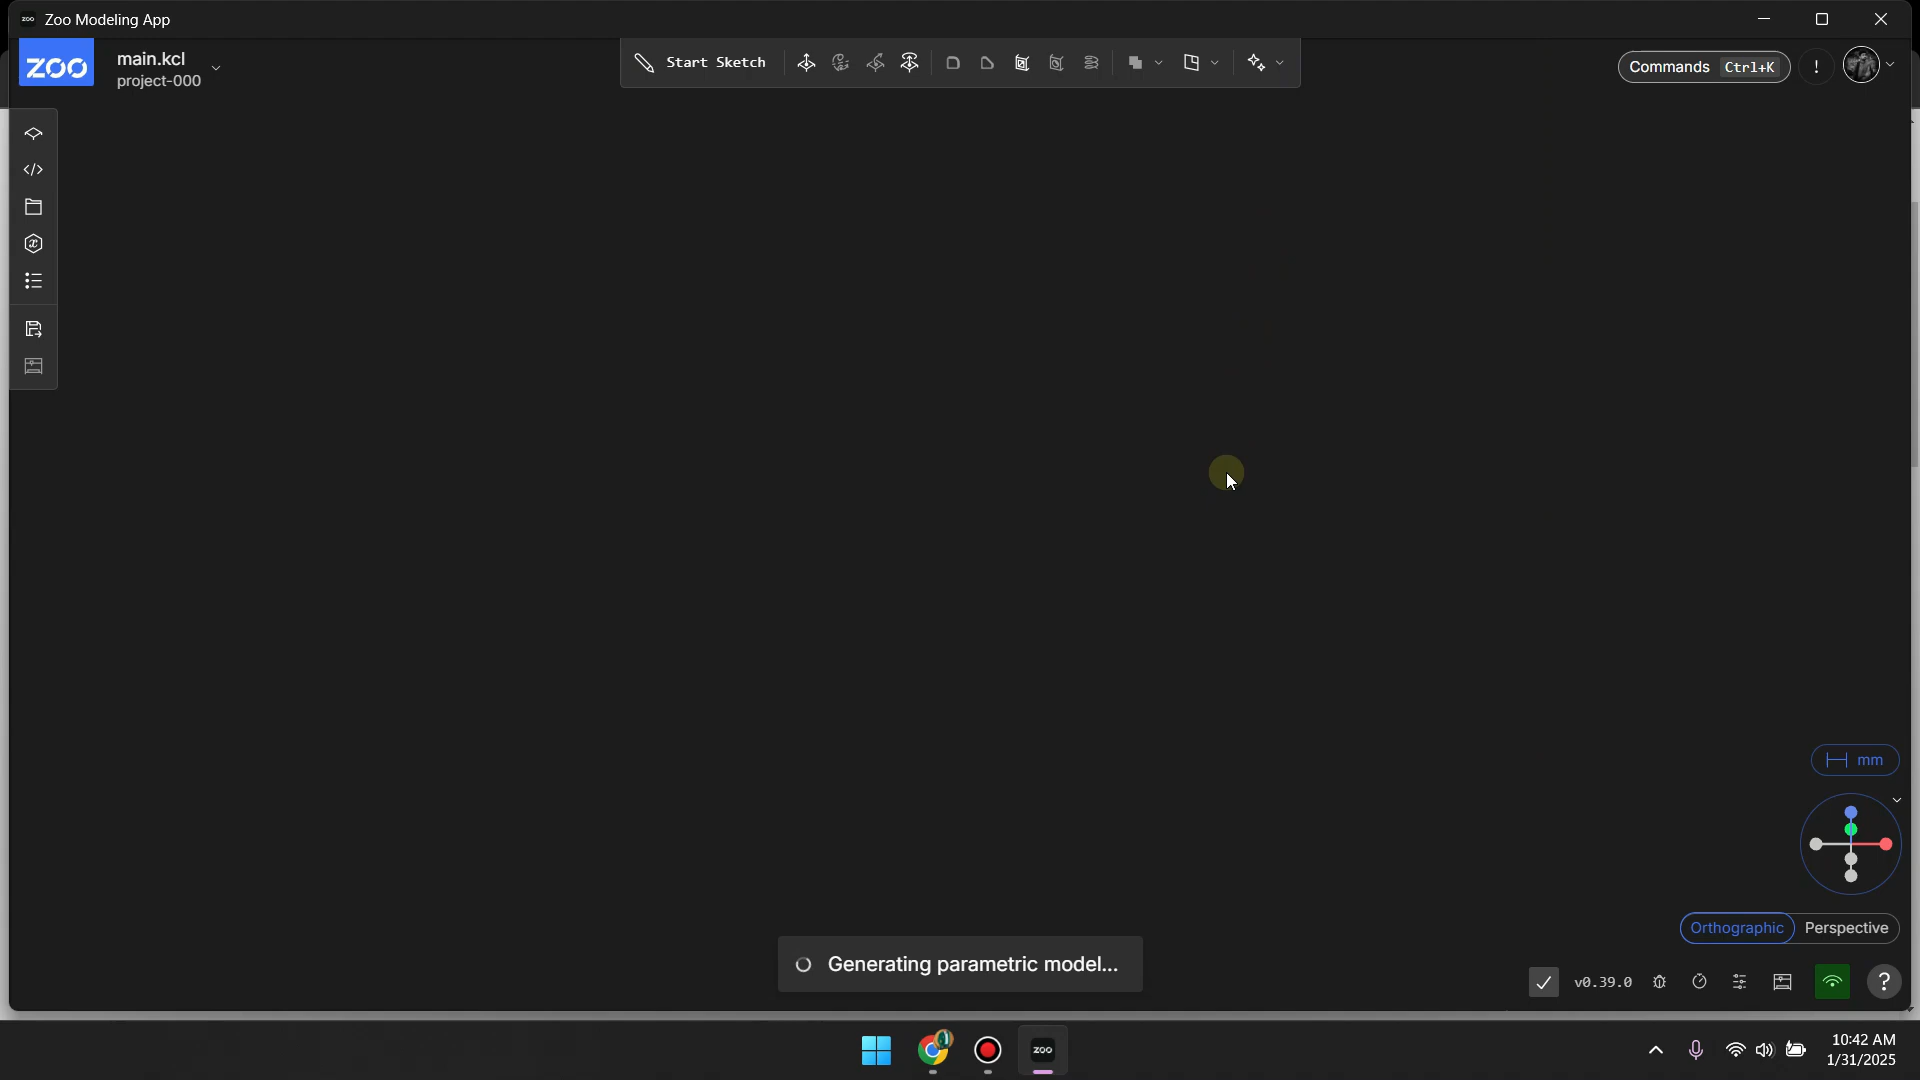 Zoo Modeling App
ZOO
main.kcl
project-000
Start Sketch
Commands Ctrl+K
!
mm
Orthographic Perspective
Generating parametric model...
v0.39.0
?
ZOO
10:42 AM
1/31/2025